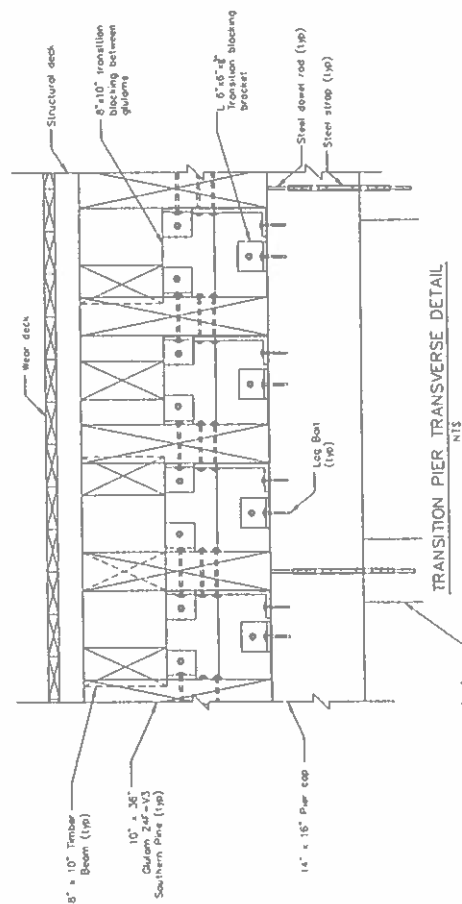 Wear deck
Structural deck
8"x10" transition
blocking between
glulams
L 6"x6"x
Transition blocking
bracket
Steel dowel rod (typ)
Steel strap (typ)
8" x 10" Timber
Beam (typ)
10" x 36"
Glulam 24F-V3
Southern Pine (typ)
14" x 16" Pier cap
Lag Bolt
(typ)
TRANSITION PIER TRANSVERSE DETAIL
NTS